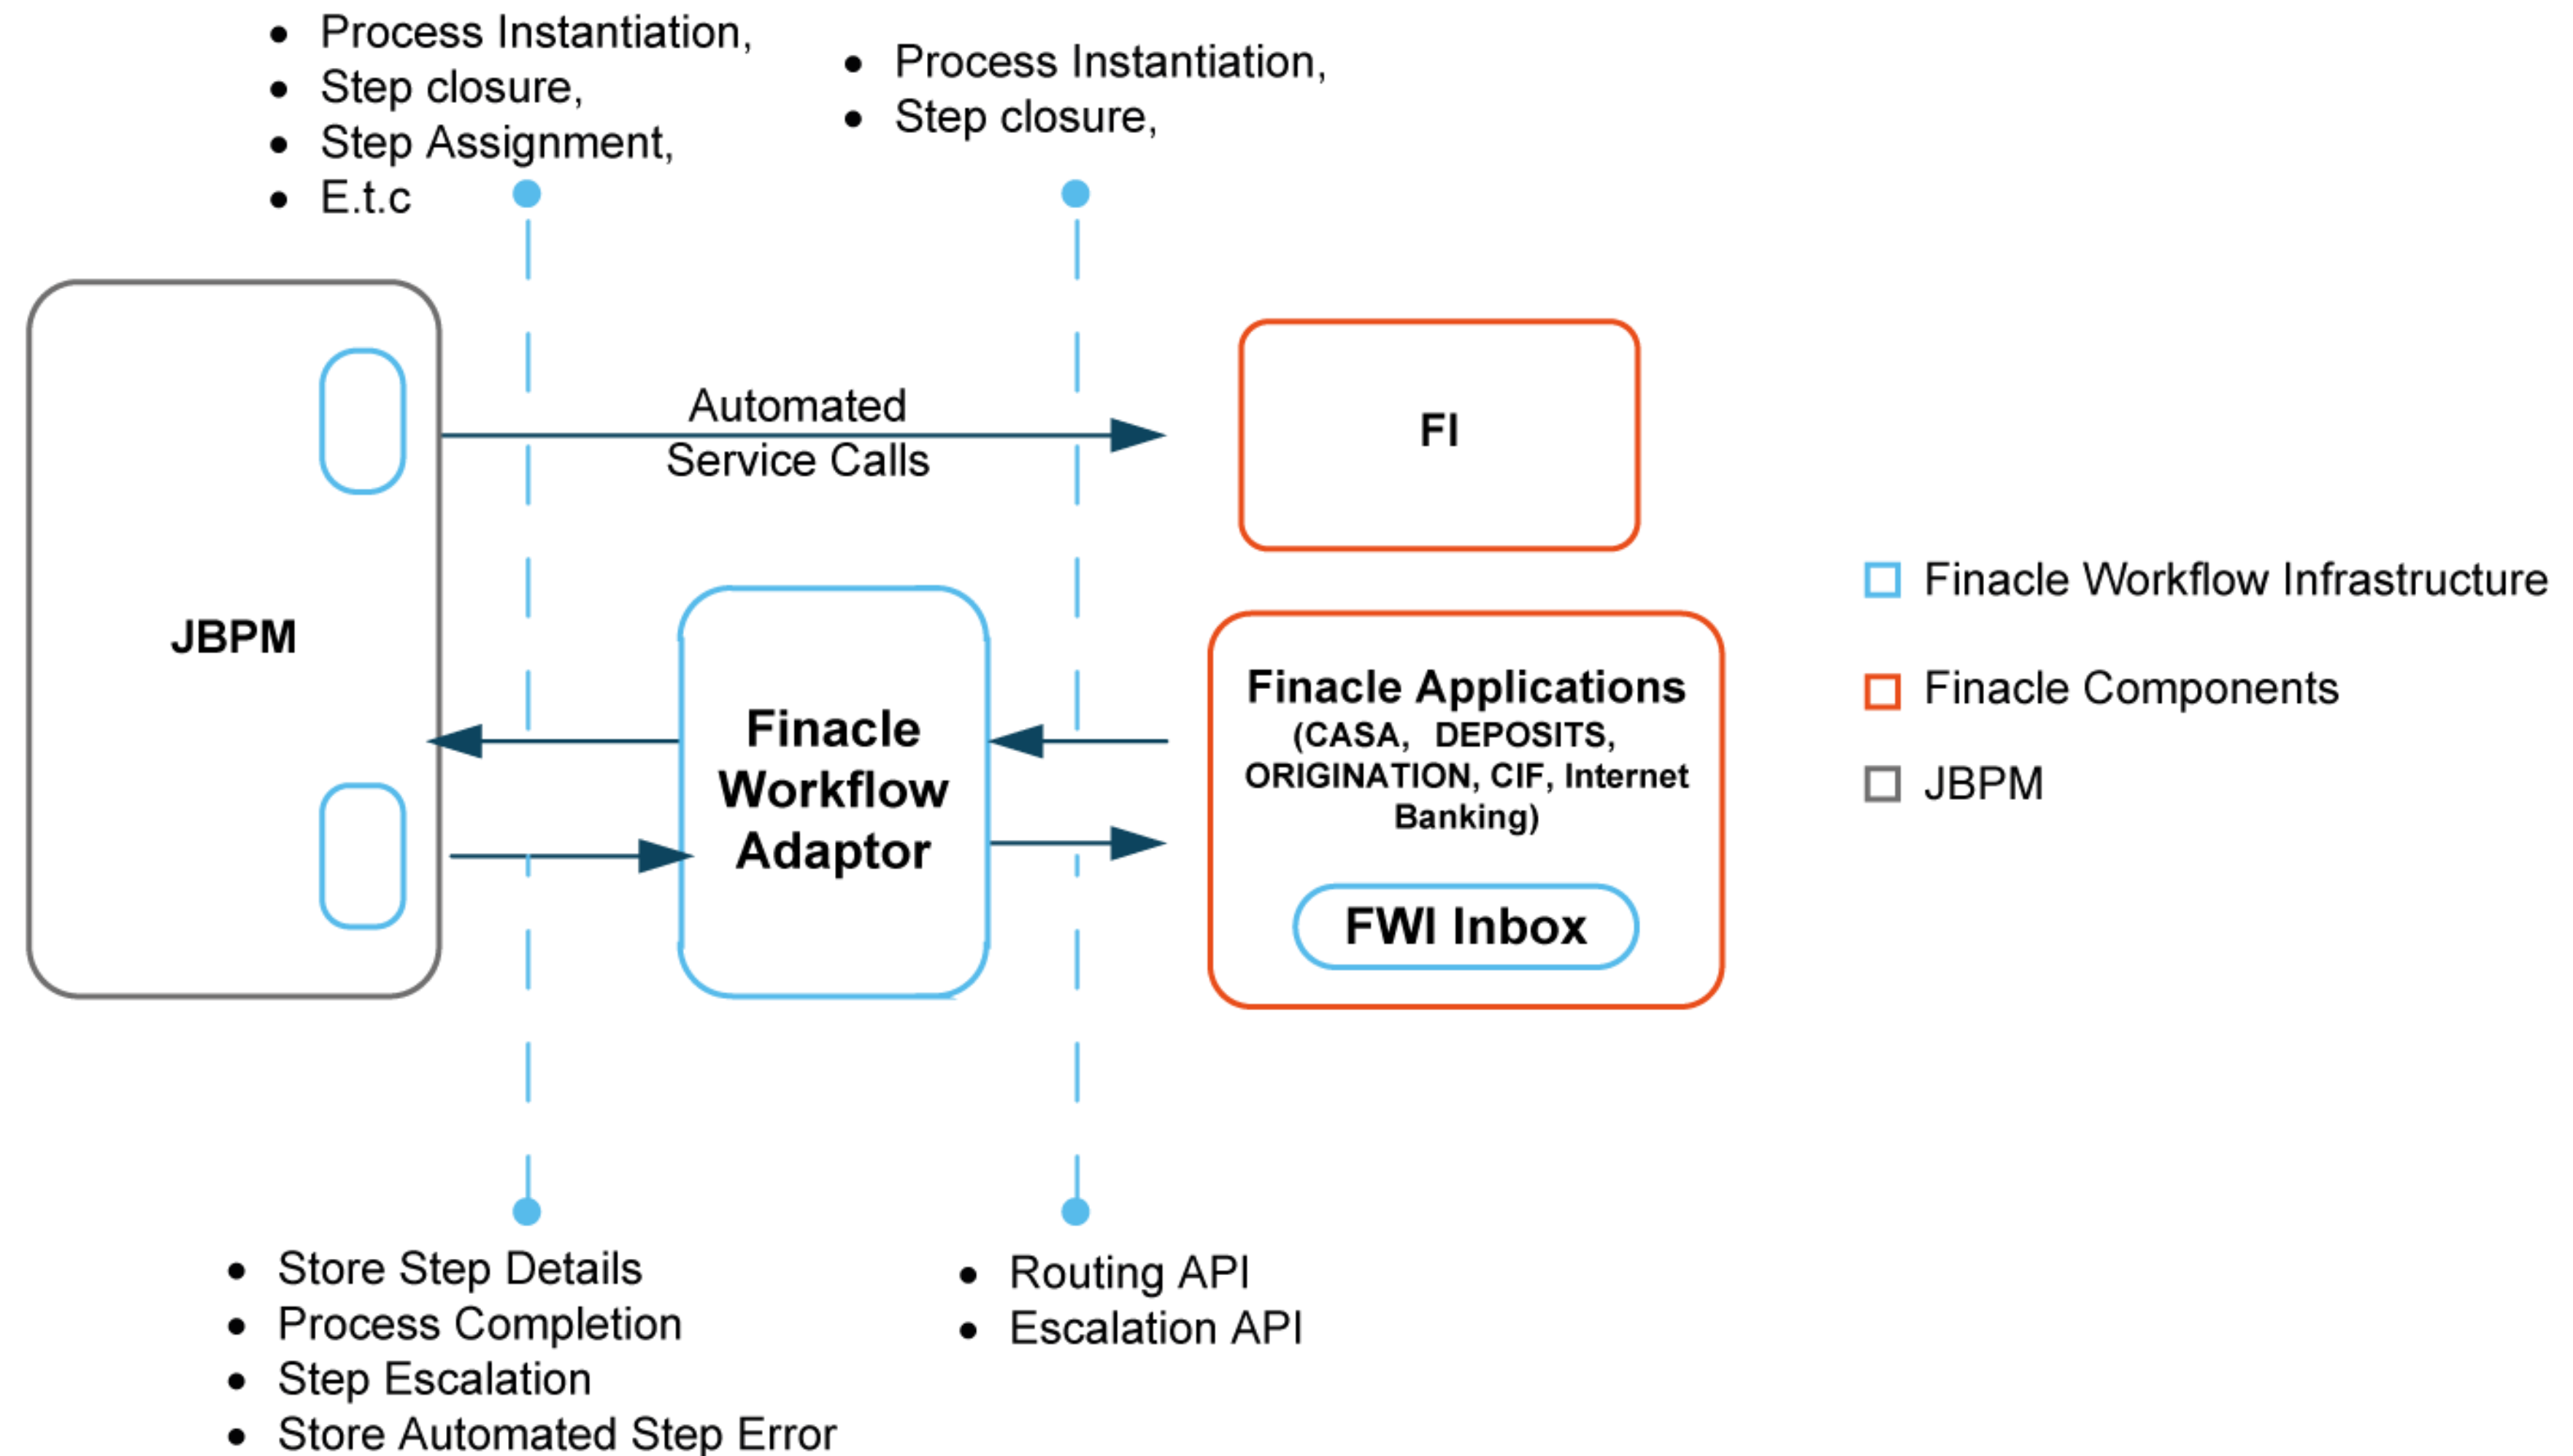 • Process Instantiation,
• Step closure,
• Step Assignment,
• E.t.c
• Process Instantiation,
• Step closure,
Automated
Service Calls
FI
JBPM
Finacle
Workflow
Adaptor
Finacle Applications
(CASA, DEPOSITS,
ORIGINATION, CIF, Internet
Banking)
FWI Inbox
Finacle Workflow Infrastructure
Finacle Components
JBPM
• Store Step Details
• Process Completion
• Step Escalation
• Store Automated Step Error
• Routing API
• Escalation API